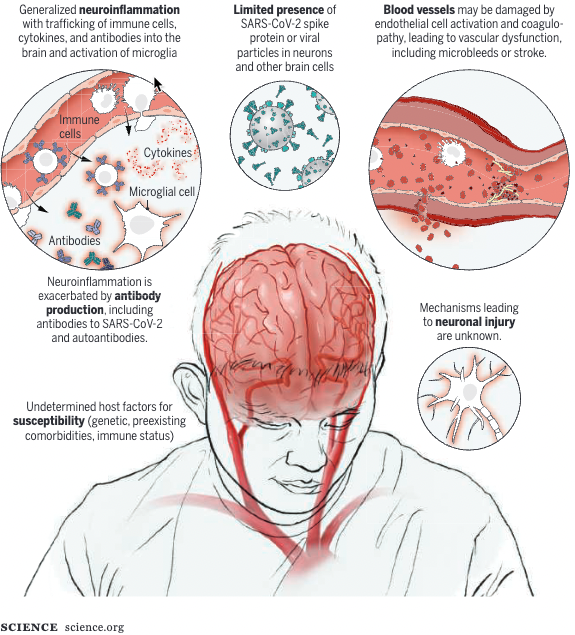 Generalized neuroinflammation
with trafficking of immune cells,
cytokines, and antibodies into the
brain and activation of microglia
Limited presence of
SARS-CoV-2 spike
protein or viral
particles in neurons
and other brain cells
Blood vessels may be damaged by
endothelial cell activation and coagulo-
pathy, leading to vascular dysfunction,
including microbleeds or stroke.
Immune
cells
Cytokines
Microglial cell
Antibodies
Neuroinflammation is
exacerbated by antibody
production, including
antibodies to SARS-CoV-2
and autoantibodies.
Mechanisms leading
to neuronal injury
are unknown.
Undetermined host factors for
susceptibility (genetic, preexisting
comorbidities, immune status)
SCIENCE science.org